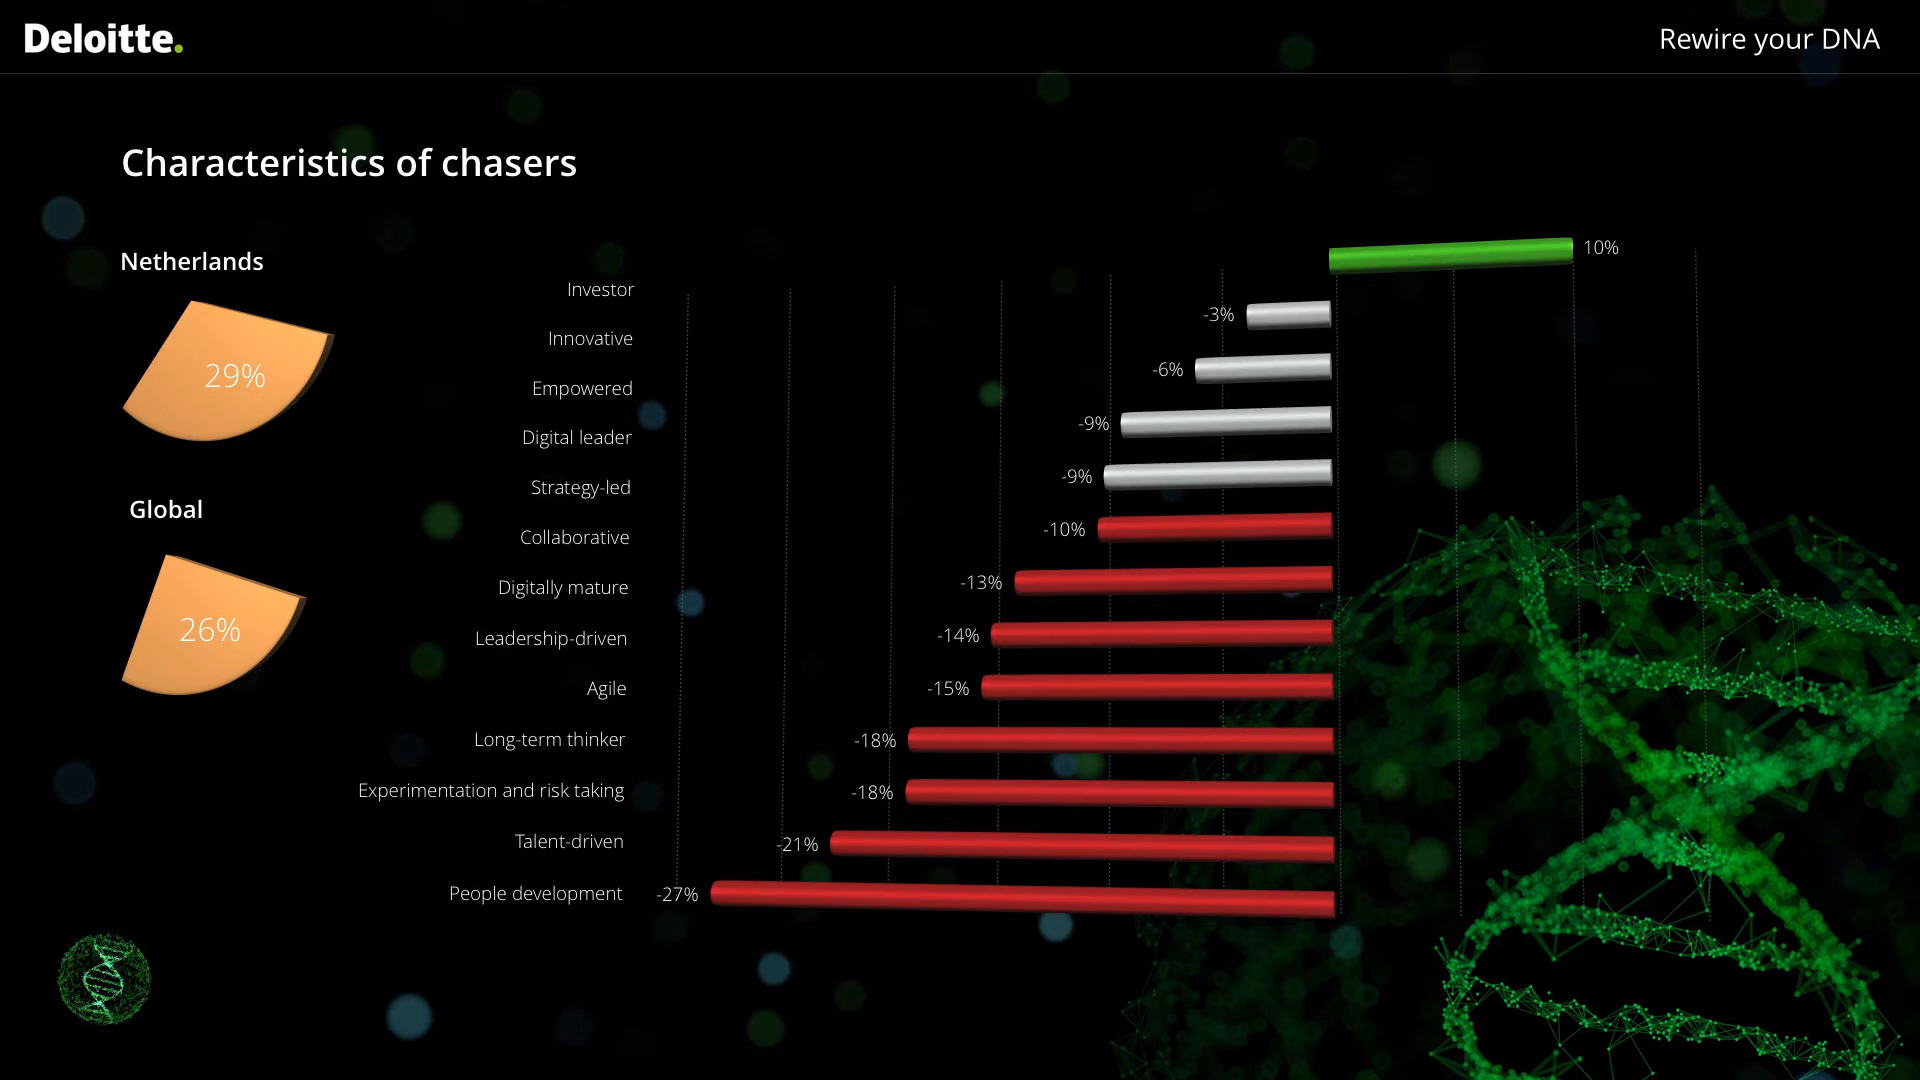 Deloitte.
Rewire your DNA
Characteristics of chasers
Netherlands
29%
Global
26%
10%
Investor
-3%
Innovative
-6%
Empowered
-9%
Digital leader
-9%
Strategy-led
-10%
Collaborative
-13%
Digitally mature
-14%
Leadership-driven
-15%
Agile
-18%
Long-term thinker
-18%
Experimentation and risk taking
-21%
Talent-driven
-27%
People development